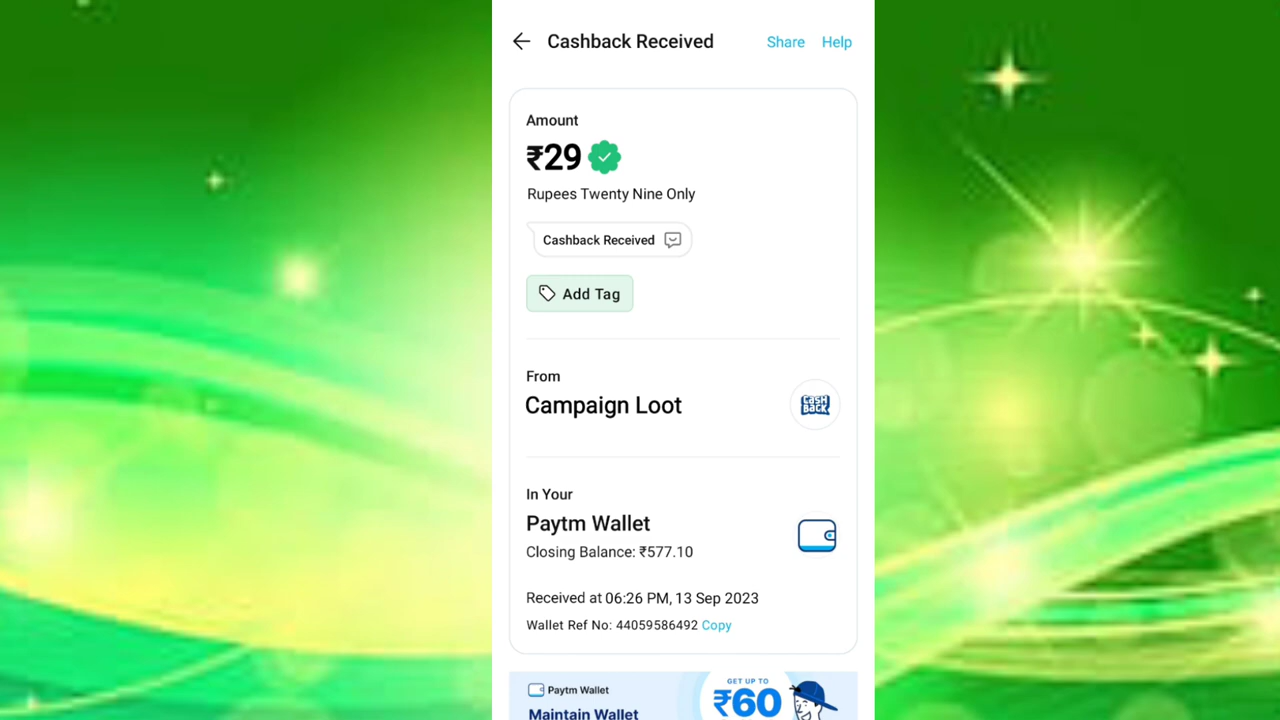 Cashback Received
Share
Help
Amount
₹29
Rupees Twenty Nine Only
Cashback Received
Add Tag
From
Campaign Loot
CASH
BACK
In Your
Paytm Wallet
Closing Balance: ₹577.10
Received at 06:26 PM, 13 Sep 2023
Wallet Ref No: 44059586492 Copy
Paytm Wallet
Maintain Wallet
GET UP TO
₹60